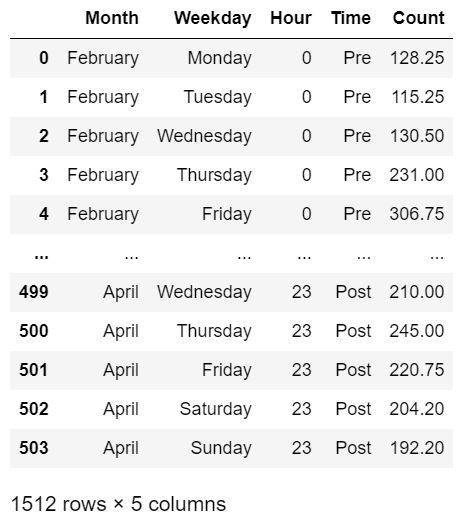 Month Weekday Hour Time Count
0 February Monday 0 Pre 128.25
1 February Tuesday 0 Pre 115.25
2 February Wednesday 0 Pre 130.50
3 February Thursday 0 Pre 231.00
4 February Friday 0 Pre 306.75
... ... ... ... ... ...
499 April Wednesday 23 Post 210.00
500 April Thursday 23 Post 245.00
501 April Friday 23 Post 220.75
502 April Saturday 23 Post 204.20
503 April Sunday 23 Post 192.20
1512 rows × 5 columns